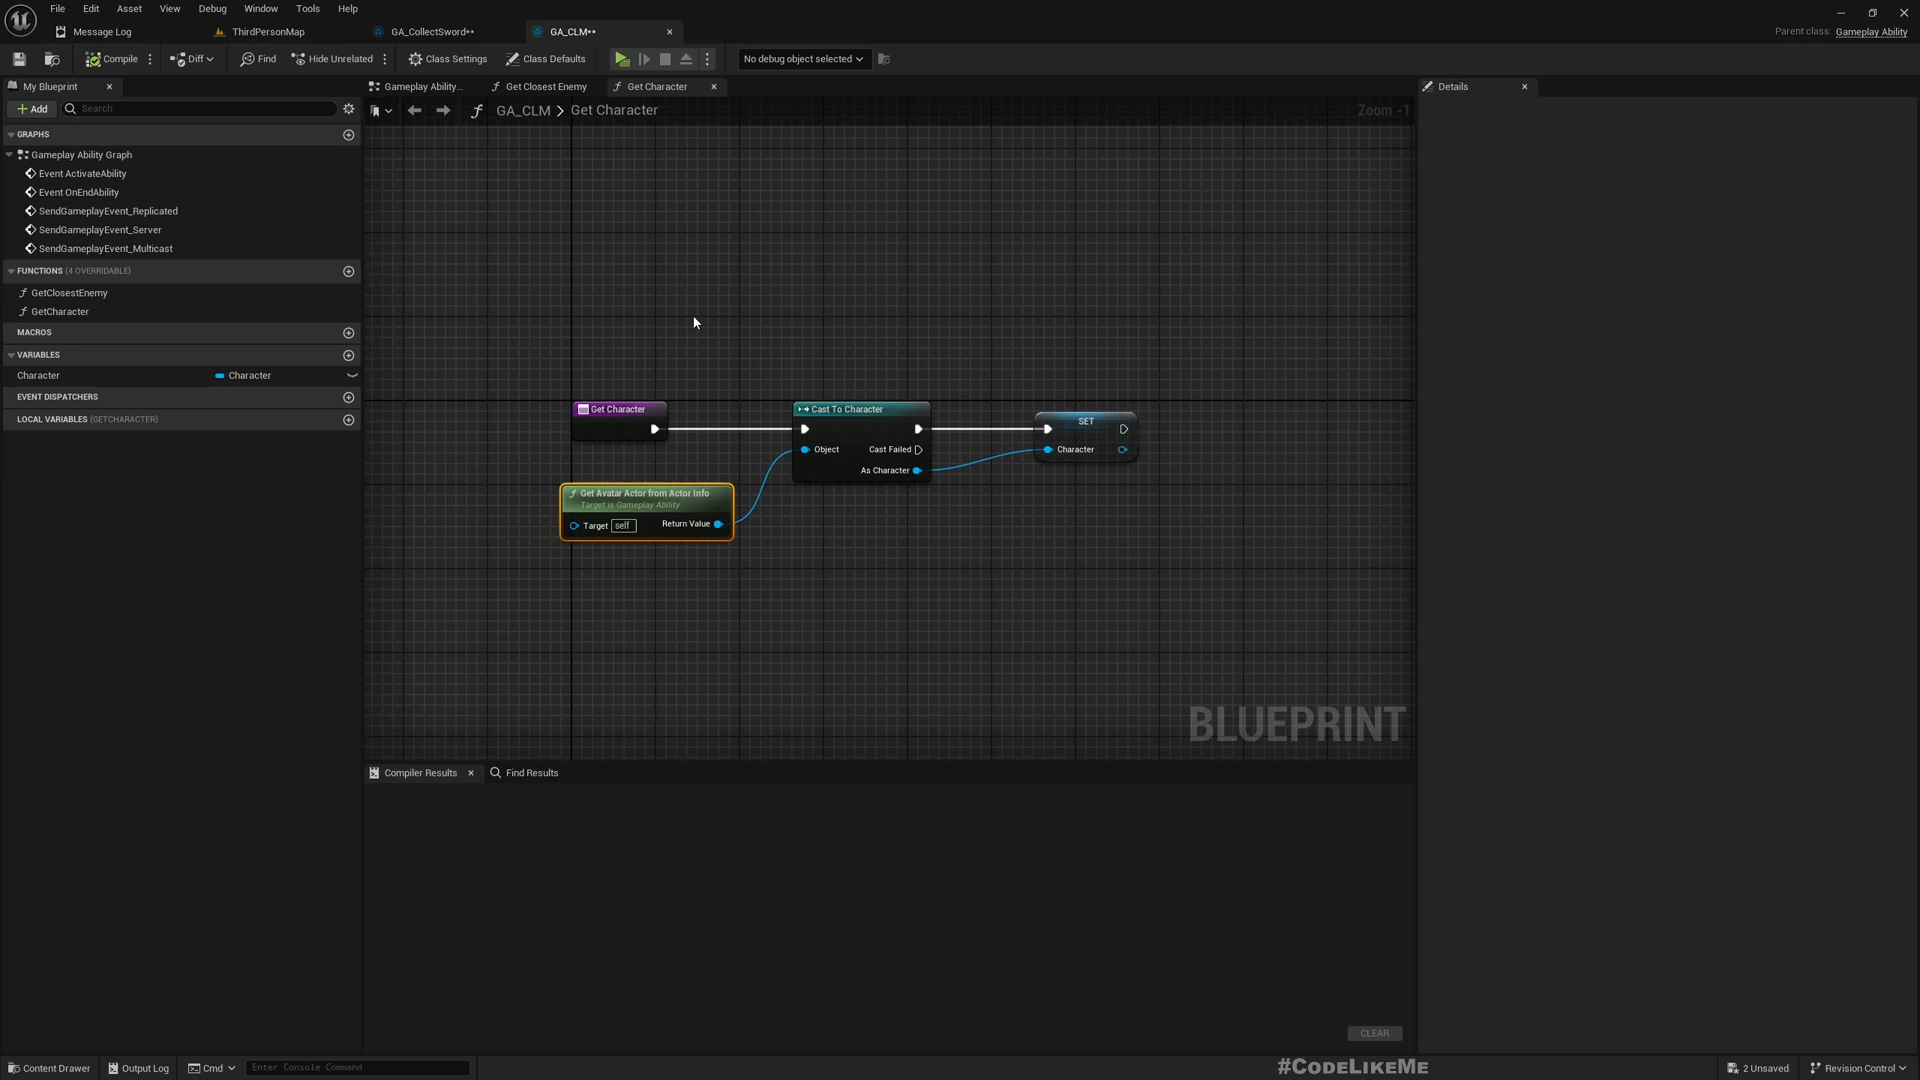 File Edit Asset View Debug Window Tools Help
Message Log ThirdPersonMap GA_CollectSword•• GA_CLM•• Parent class: Gameplay Ability
Compile Diff Find Hide Unrelated Class Settings Class Defaults No debug object selected
My Blueprint Gameplay Ability... Get Closest Enemy Get Character Details
Add Search GA_CLM > Get Character Zoom -1
GRAPHS
Gameplay Ability Graph
Event ActivateAbility
Event OnEndAbility
SendGameplayEvent_Replicated
SendGameplayEvent_Server
SendGameplayEvent_Multicast
FUNCTIONS (4 OVERRIDABLE)
GetClosestEnemy
GetCharacter
MACROS
VARIABLES
Character Character
EVENT DISPATCHERS
LOCAL VARIABLES (GETCHARACTER)
Get Character
Cast To Character
Object Cast Failed
As Character
SET
Character
Get Avatar Actor from Actor Info
Target is Gameplay Ability
Target self Return Value
BLUEPRINT
Compiler Results Find Results
CLEAR
Content Drawer Output Log Cmd Enter Console Command #CodeLikeMe 2 Unsaved Revision Control